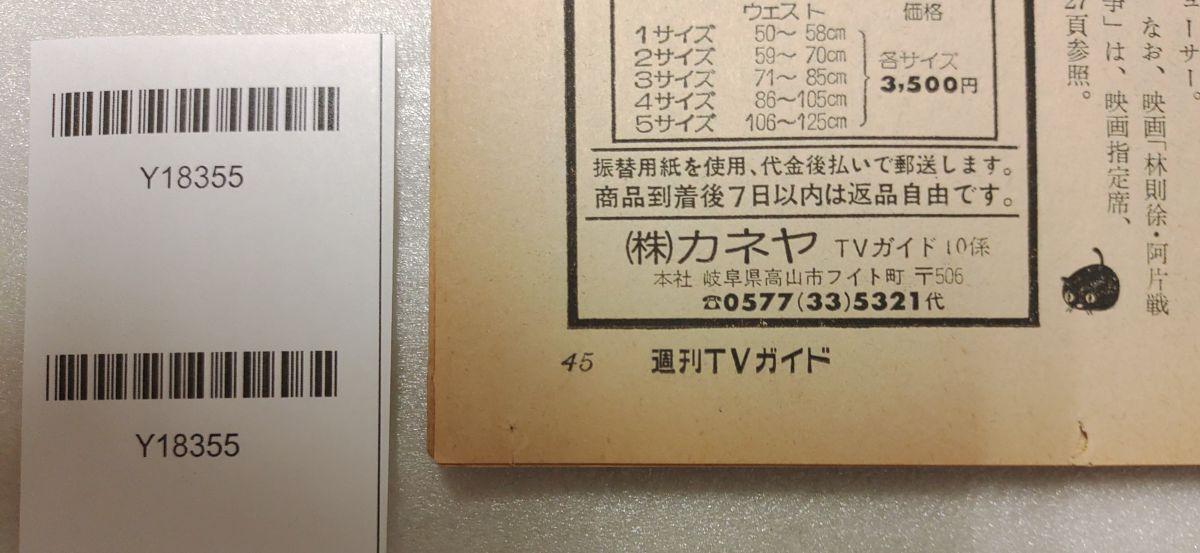 Y18355
Y18355
ウェスト 価格
1サイズ 50〜 58cm
2サイズ 59〜 70cm
3サイズ 71〜 85cm
4サイズ 86〜105cm
5サイズ 106〜125cm
各サイズ
3,500円
振替用紙を使用、代金後払いで郵送します。
商品到着後7日以内は返品自由です。
(株)カネヤ TVガイド10係
本社 岐阜県高山市フイト町 〒506
☎0577(33)5321代
ューサー。
なお、映画「林則徐・阿片戦
争」は、映画指定席、
27頁参照。
45 週刊TVガイド